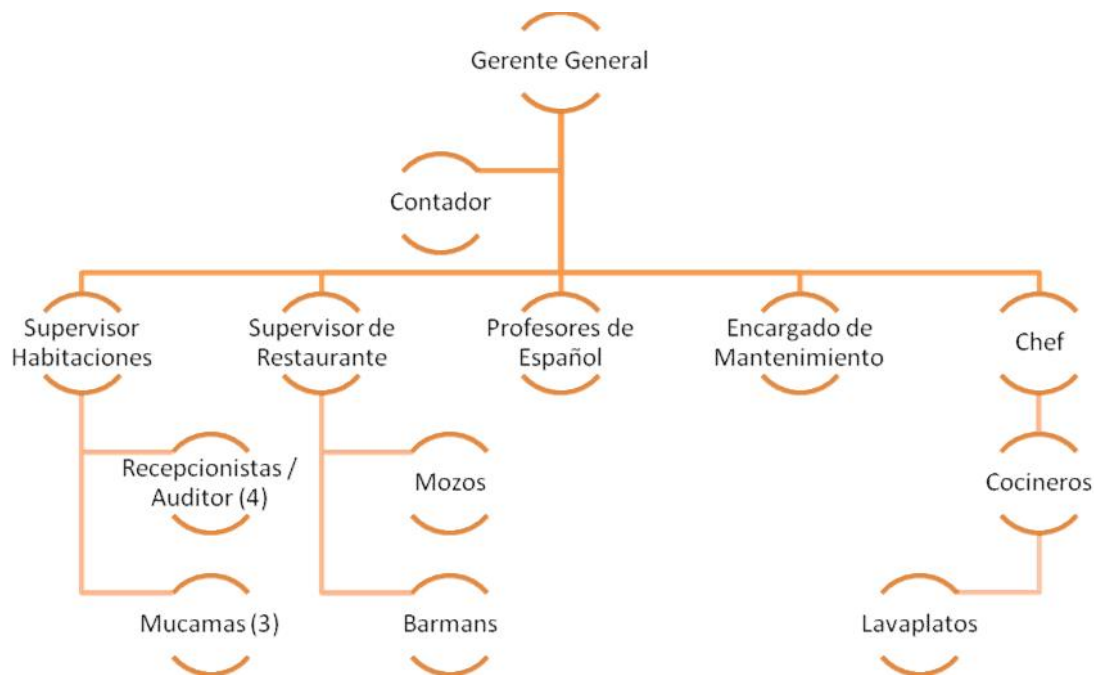 Gerente General
Contador
Supervisor
Habitaciones
Supervisor de
Restaurante
Profesores de
Español
Encargado de
Mantenimiento
Chef
Recepcionistas /
Auditor (4)
Mozos
Cocineros
Mucamas (3)
Barmans
Lavaplatos